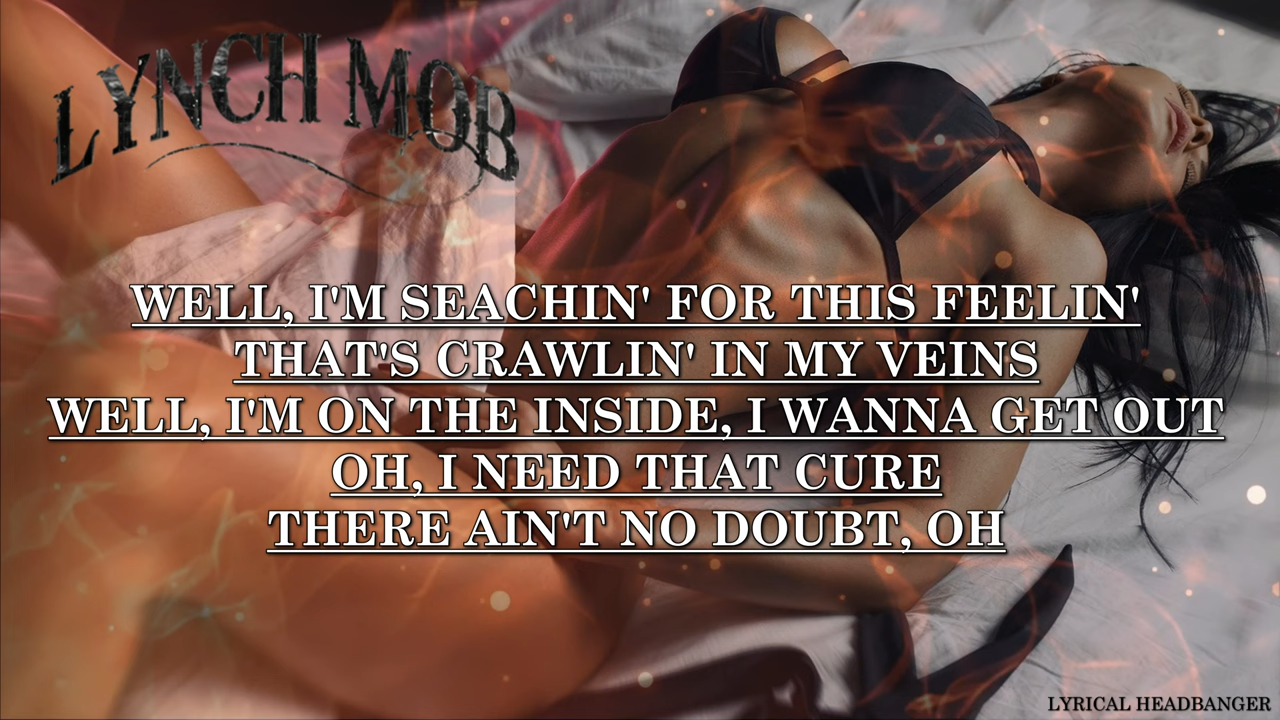 LYNCH MOB
WELL, I'M SEACHIN' FOR THIS FEELIN'
THAT'S CRAWLIN' IN MY VEINS
WELL, I'M ON THE INSIDE, I WANNA GET OUT
OH, I NEED THAT CURE
THERE AIN'T NO DOUBT, OH
LYRICAL HEADBANGER